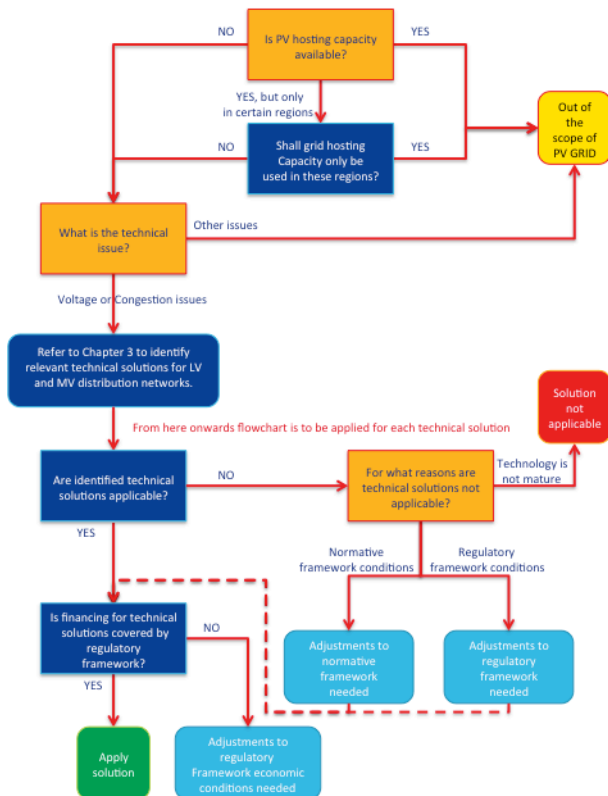 NO
Is PV hosting capacity
available?
YES
YES, but only
in certain regions
NO
Shall grid hosting
Capacity only be
used in these regions?
YES
Out of
the
scope of
PV GRID
What is the technical
issue?
Other issues
Voltage or Congestion issues
Refer to Chapter 3 to identify
relevant technical solutions for LV
and MV distribution networks.
Solution
not
applicable
From here onwards flowchart is to be applied for each technical solution
Are identified technical
solutions applicable?
NO
For what reasons are
technical solutions not
applicable?
Technology is
not mature
YES
Normative
framework conditions
Regulatory
framework conditions
Is financing for technical
solutions covered by
regulatory
framework?
NO
Adjustments to
normative
framework
needed
Adjustments to
regulatory
framework
needed
YES
Apply
solution
Adjustments to
regulatory
Framework economic
conditions needed